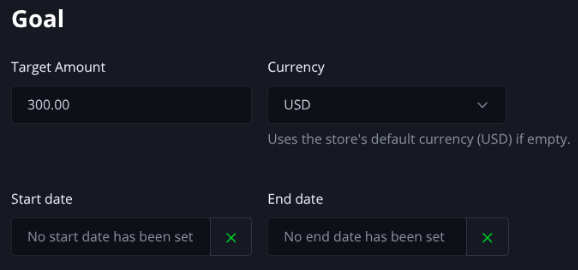 Goal
Target Amount
Currency
300.00
USD
Uses the store's default currency (USD) if empty.
Start date
End date
No start date has been set
No end date has been set